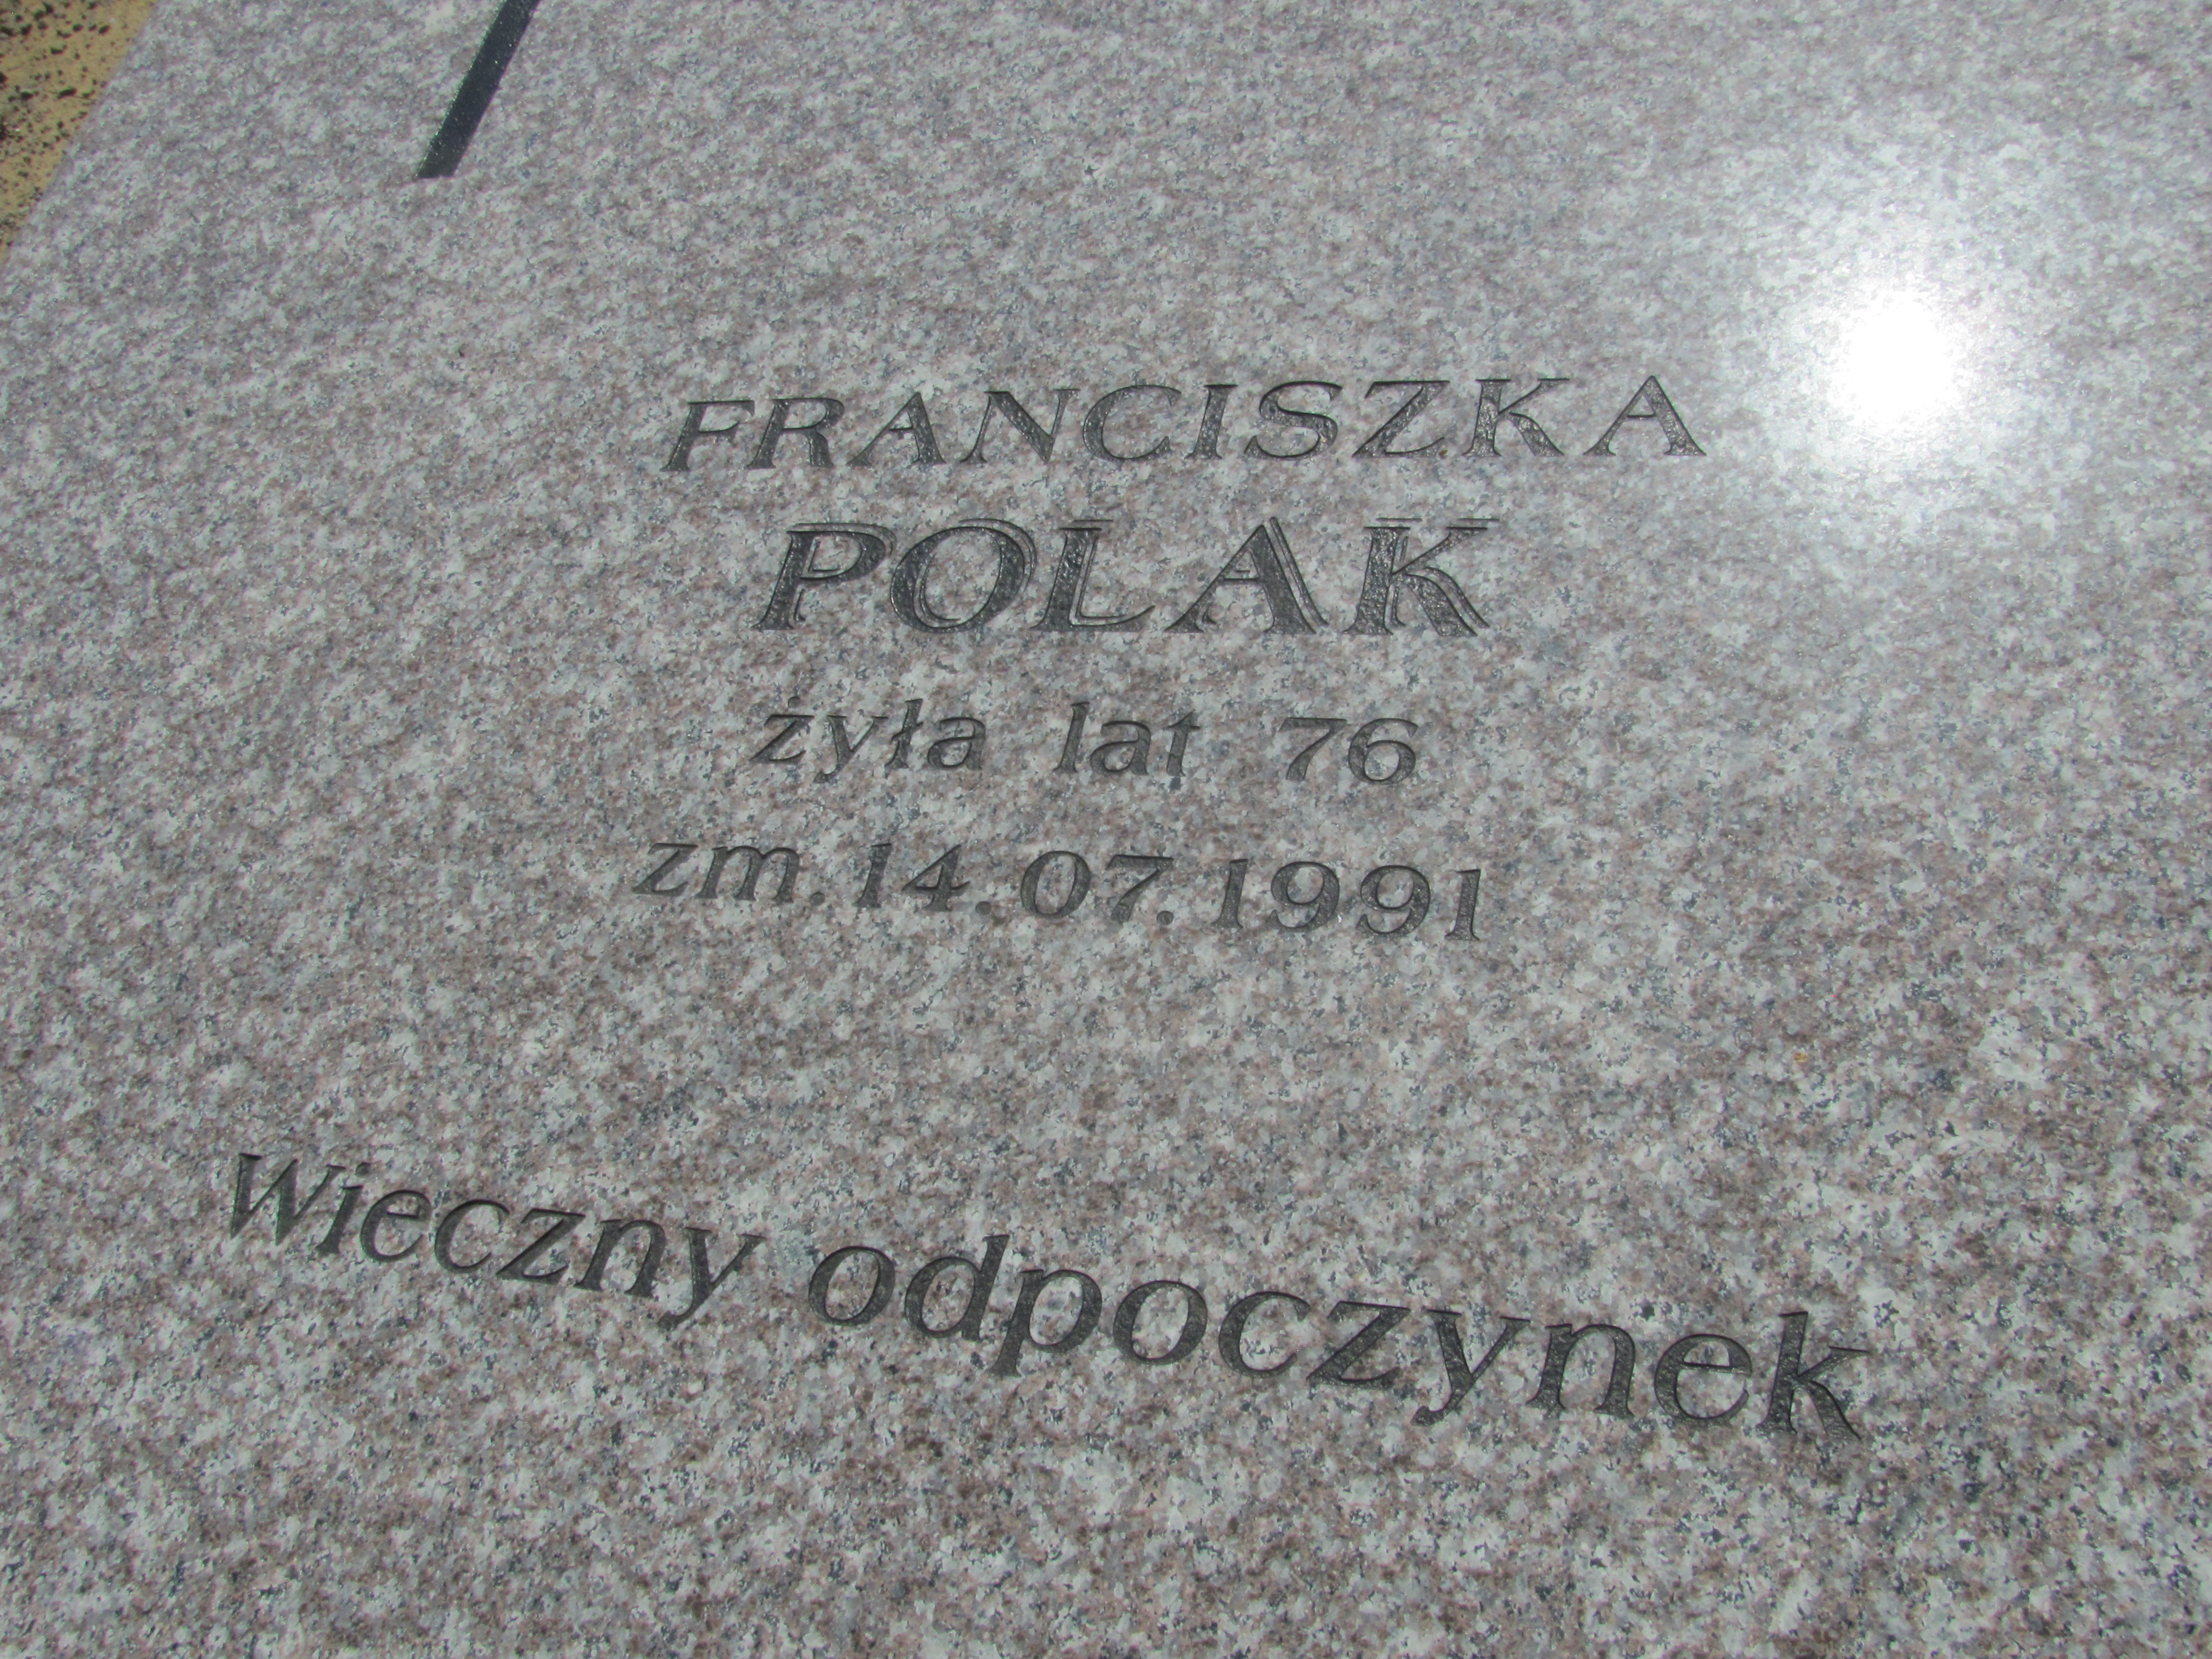 FRANCISZKA
POLAK
żyła lat 76
zm. 14.07.1991
Wieczny odpoczynek